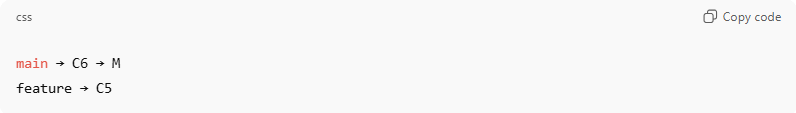 css
Copy code
main → C6 → M
feature → C5